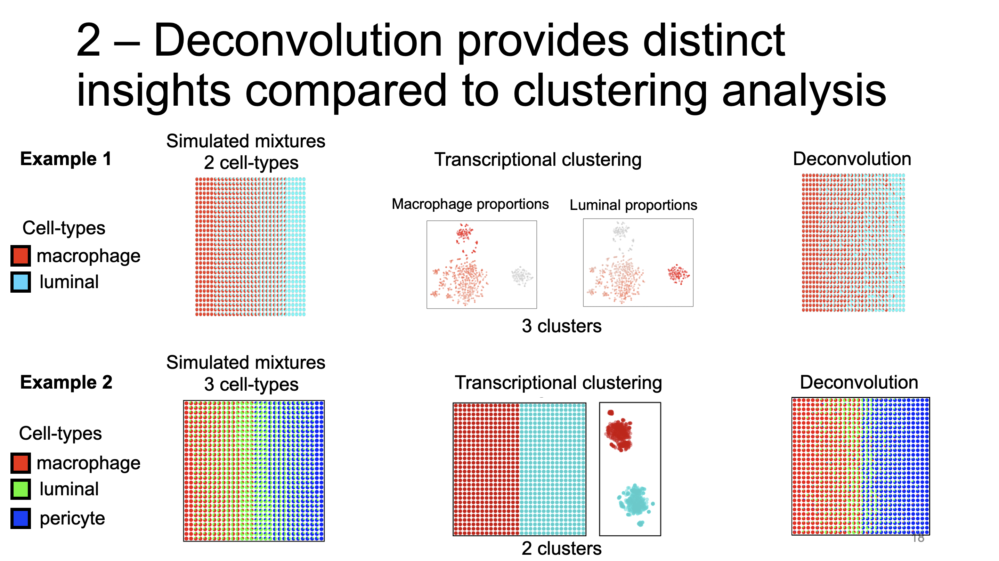 2 – Deconvolution provides distinct
insights compared to clustering analysis
Example 1
Simulated mixtures
2 cell-types
Transcriptional clustering
Deconvolution
Macrophage proportions
Luminal proportions
Cell-types
macrophage
luminal
3 clusters
Example 2
Simulated mixtures
3 cell-types
Transcriptional clustering
Deconvolution
Cell-types
macrophage
luminal
pericyte
2 clusters
18